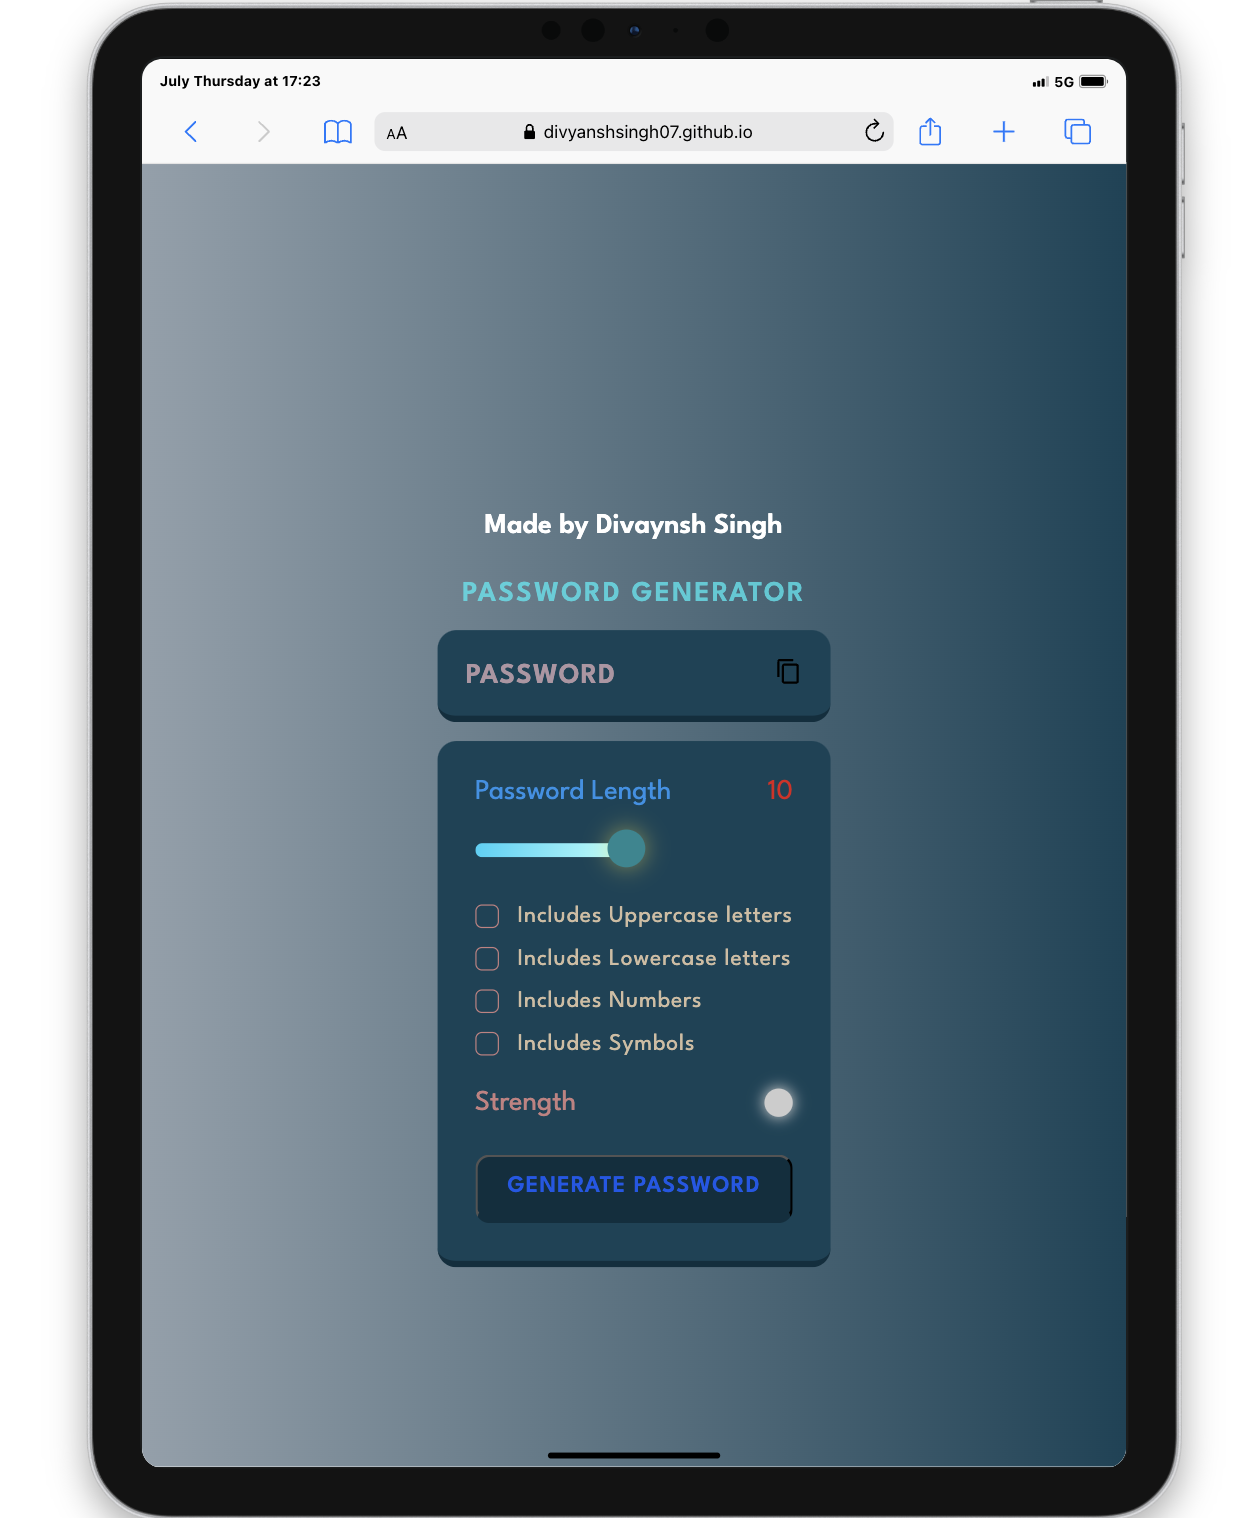 July Thursday at 17:23
5G
AA
divyanshsingh07.github.io
Made by Divaynsh Singh
PASSWORD GENERATOR
PASSWORD
Password Length 10
Includes Uppercase letters
Includes Lowercase letters
Includes Numbers
Includes Symbols
Strength
GENERATE PASSWORD